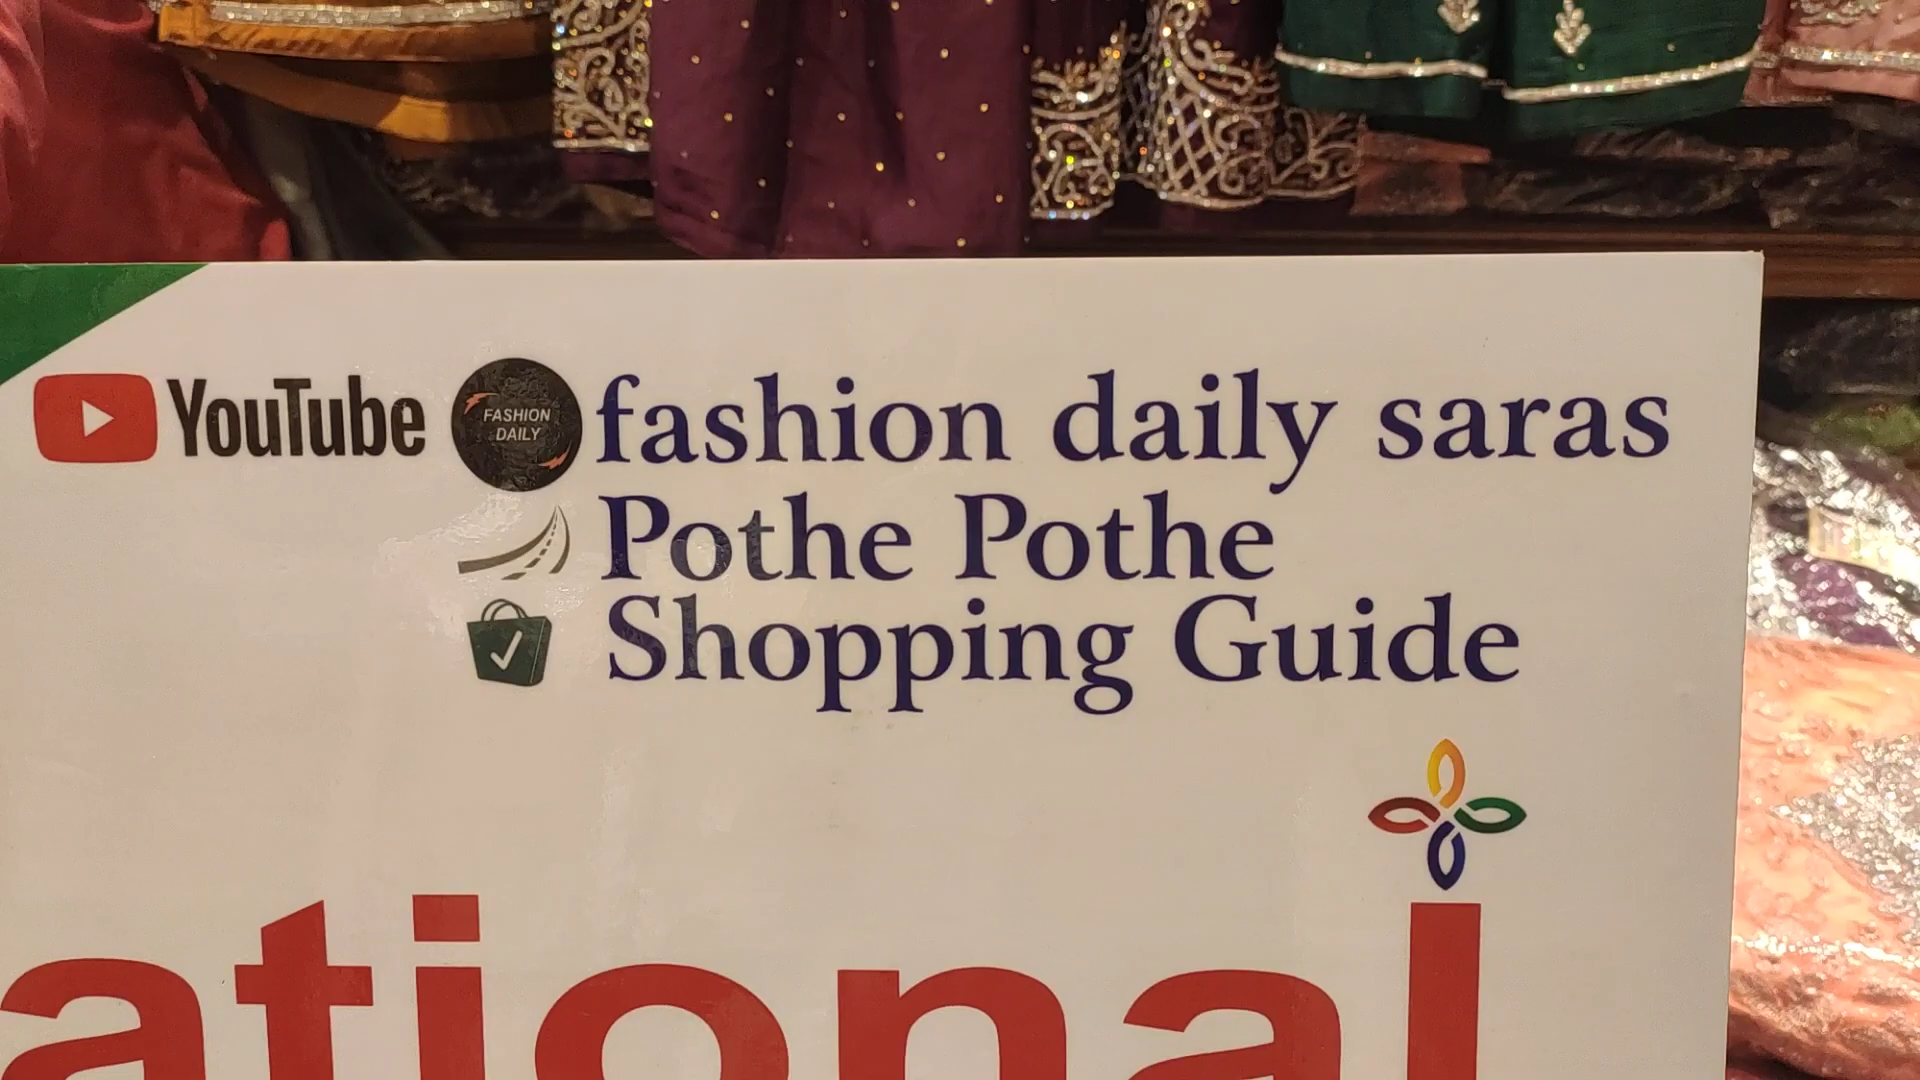 YouTube FASHION DAILY fashion daily saras
Pothe Pothe
Shopping Guide
ational